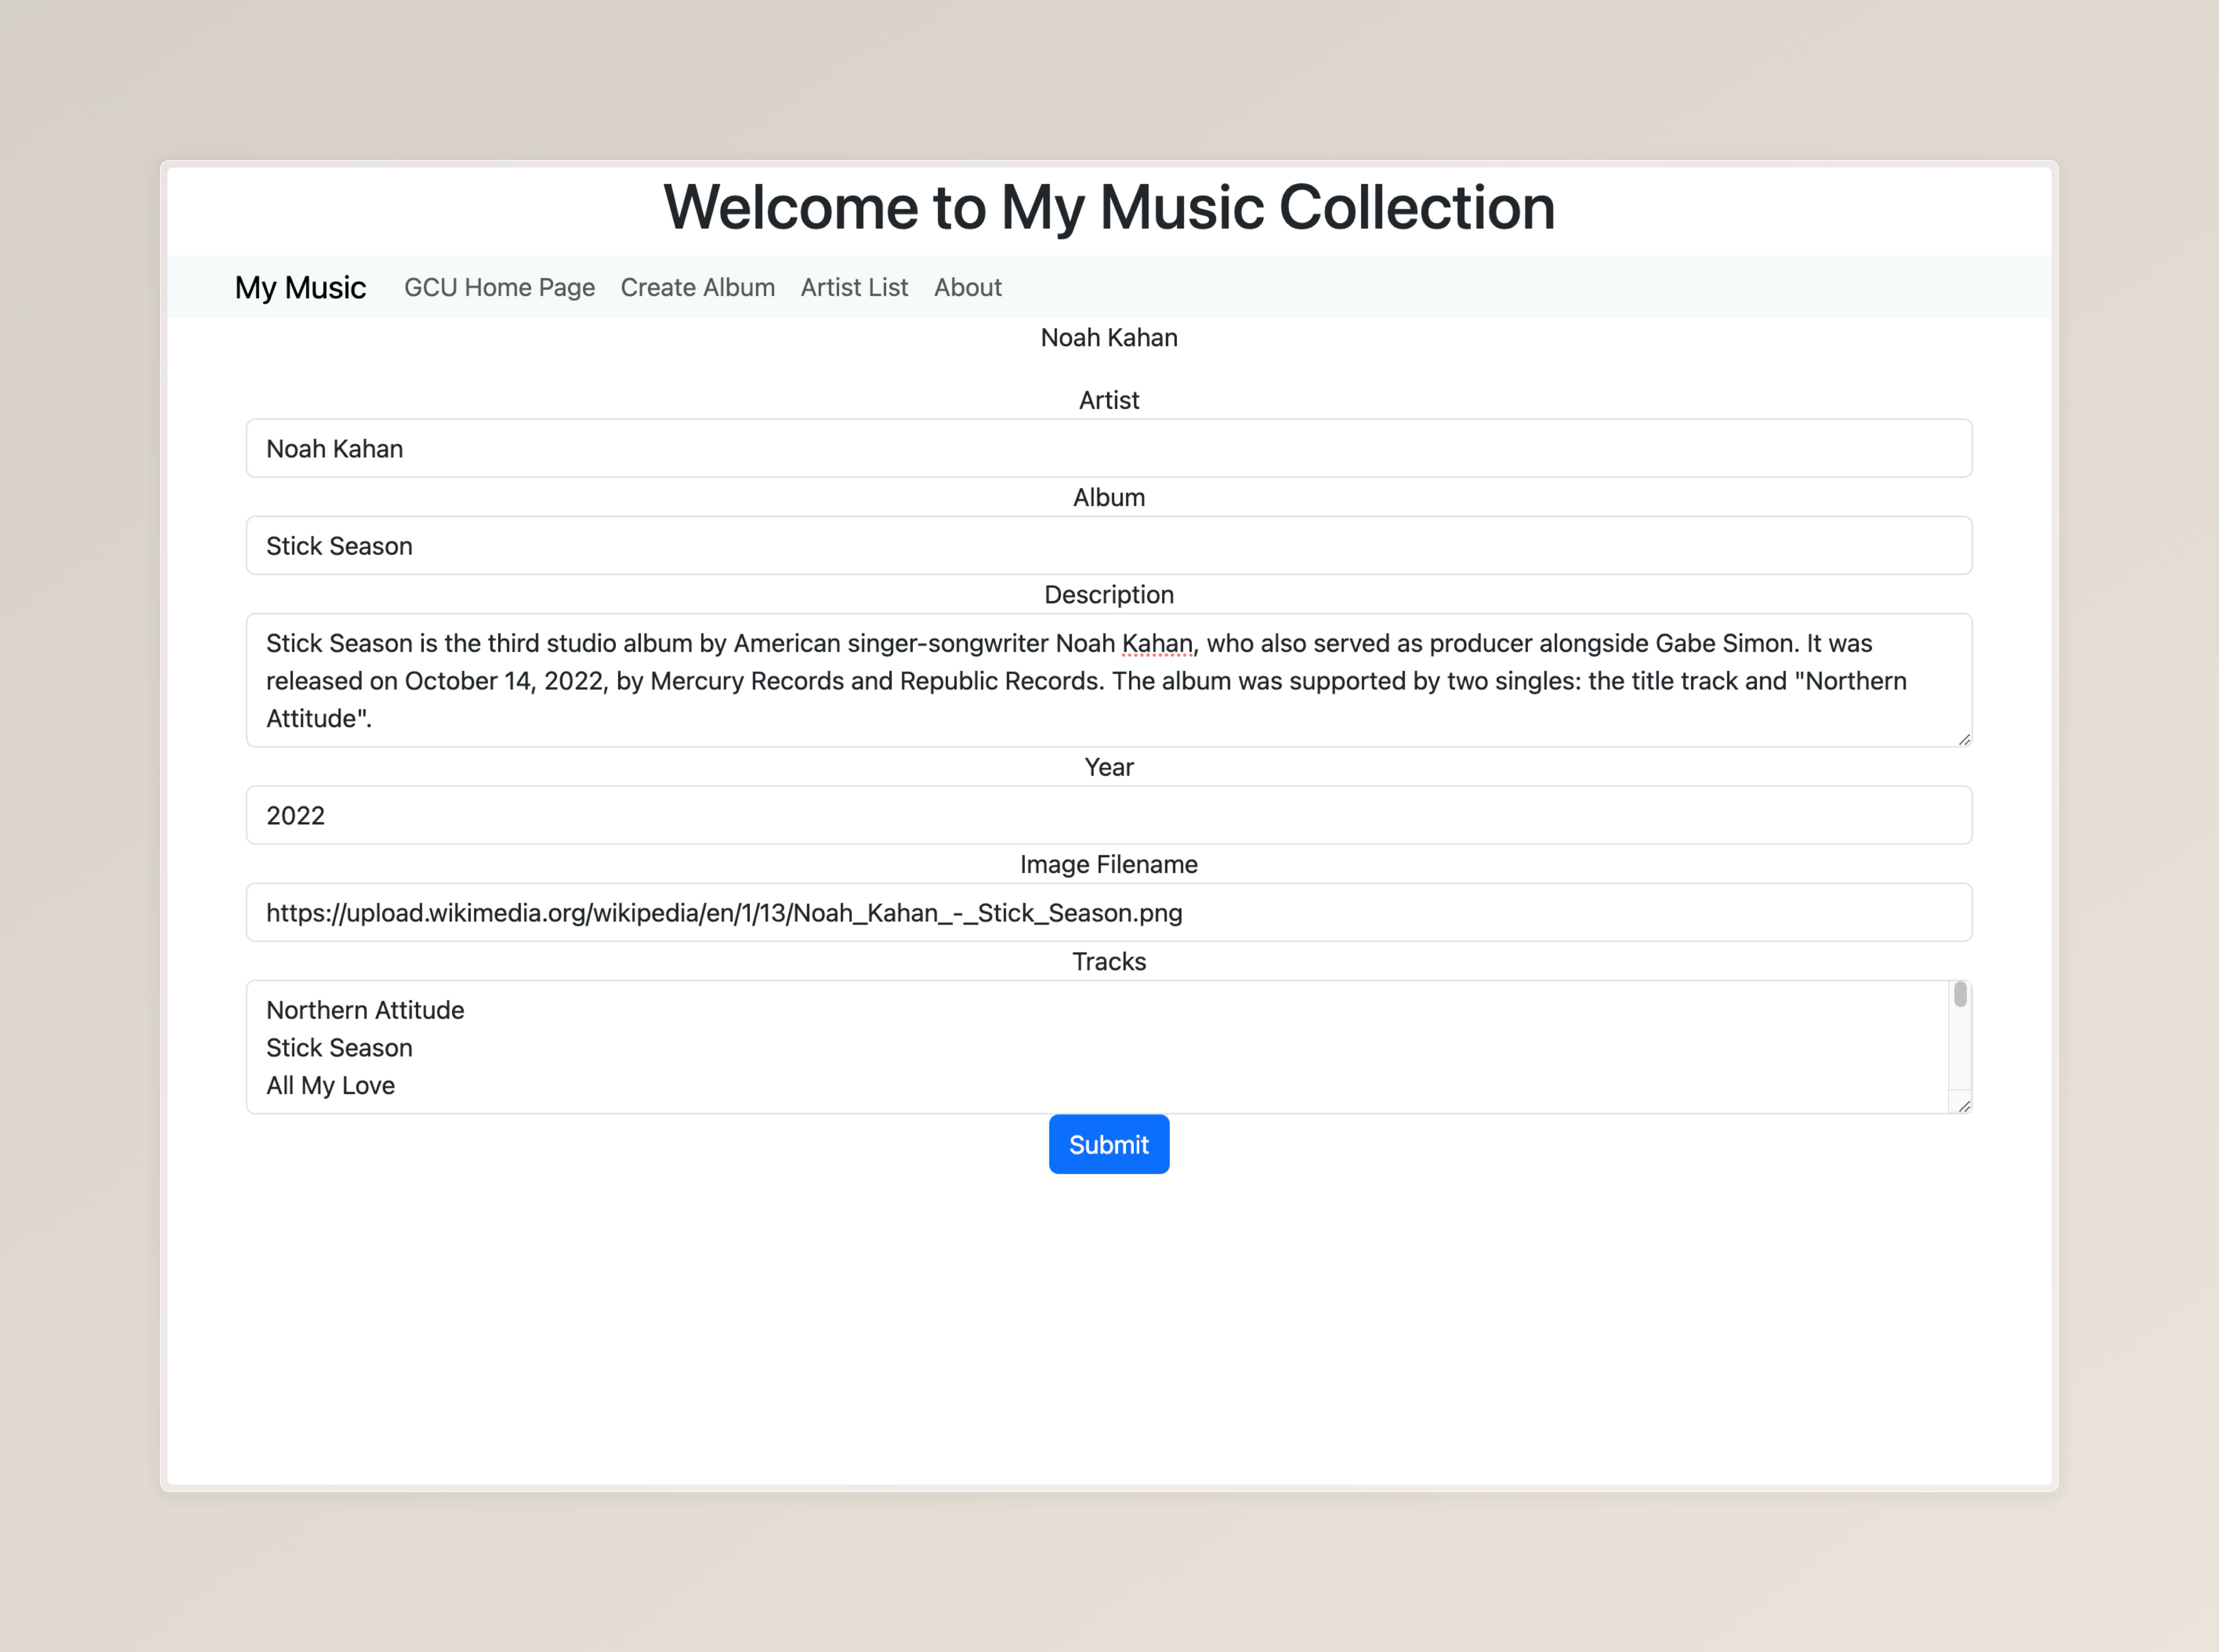 Welcome to My Music Collection
My Music GCU Home Page Create Album Artist List About
Noah Kahan
Artist
Noah Kahan
Album
Stick Season
Description
Stick Season is the third studio album by American singer-songwriter Noah Kahan, who also served as producer alongside Gabe Simon. It was
released on October 14, 2022, by Mercury Records and Republic Records. The album was supported by two singles: the title track and "Northern
Attitude".
Year
2022
Image Filename
https://upload.wikimedia.org/wikipedia/en/1/13/Noah_Kahan_-_Stick_Season.png
Tracks
Northern Attitude
Stick Season
All My Love
Submit